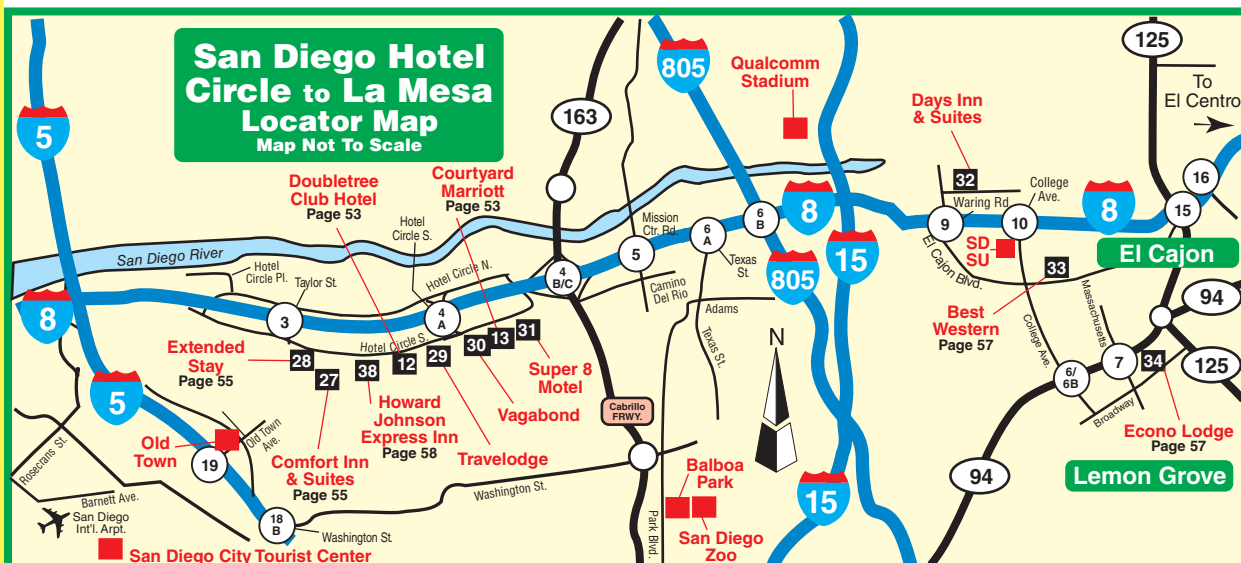 San Diego Hotel
Circle to La Mesa
Locator Map
Map Not To Scale
5
163
805
Qualcomm
Stadium
125
To
El Centro
Days Inn
& Suites
32
Doubletree
Club Hotel
Page 53
Courtyard
Marriott
Page 53
Hotel
Circle S.
San Diego River
Hotel
Circle Pl.
Taylor St.
Hotel Circle N.
Mission
Ctr. Rd.
6
A
Texas
St.
6
B
8
Waring Rd.
College
Ave.
9
10
8
15
16
SD
SU
El Cajon Blvd.
El Cajon
8
3
4
A
4
B/C
5
Camino
Del Rio
805
15
33
94
Adams
Texas St.
Hotel Circle S.
Extended
Stay
Page 55
28
27
38
12
29
30
13
31
Super 8
Motel
Vagabond
Travelodge
Howard
Johnson
Express Inn
Page 58
Comfort Inn
& Suites
Page 55
N
Best
Western
Page 57
College Ave.
Massachusetts
6/
6B
7
34
125
Broadway
Econo Lodge
Page 57
Lemon Grove
5
Cabrillo
FRWY.
Rosecrans St.
Old
Town
Old Town
Ave.
19
Barnett Ave.
San Diego
Int'l. Arpt.
18
B
Washington St.
Washington St.
Park Blvd.
Balboa
Park
San Diego
Zoo
15
94
San Diego City Tourist Center